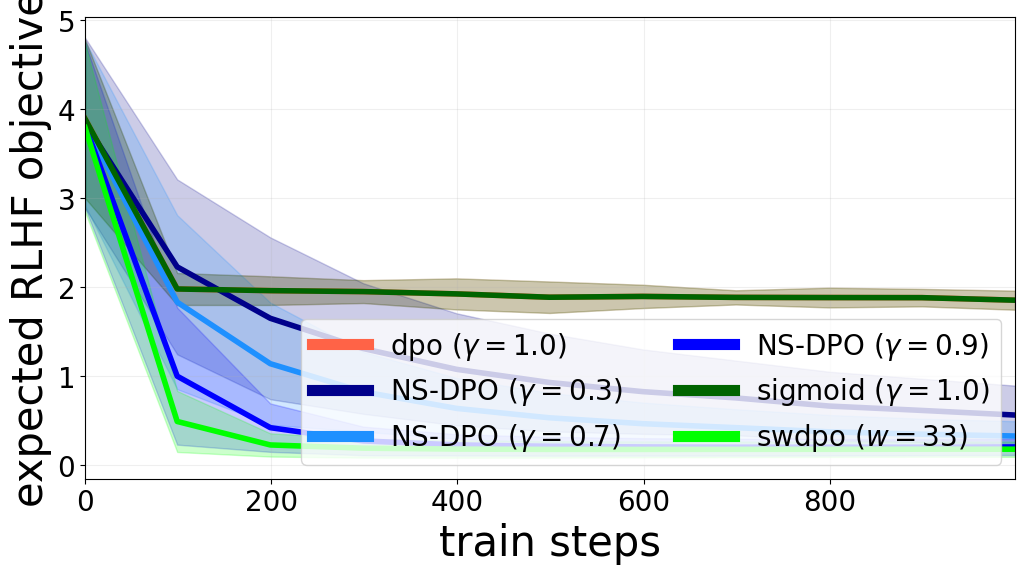 expected RLHF objective
5
4
3
2
1
0
dpo (γ = 1.0)
NS-DPO (γ = 0.3)
NS-DPO (γ = 0.7)
NS-DPO (γ = 0.9)
sigmoid (γ = 1.0)
swdpo (w = 33)
0 200 400 600 800
train steps